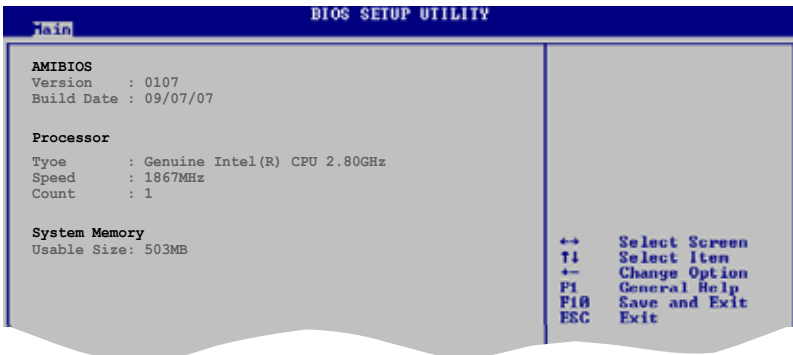 BIOS SETUP UTILITY
Main
AMIBIOS
Version : 0107
Build Date : 09/07/07
Processor
Tyoe : Genuine Intel(R) CPU 2.80GHz
Speed : 1867MHz
Count : 1
System Memory
Usable Size: 503MB
↔ Select Screen
↑↓ Select Item
+- Change Option
F1 General Help
F10 Save and Exit
ESC Exit